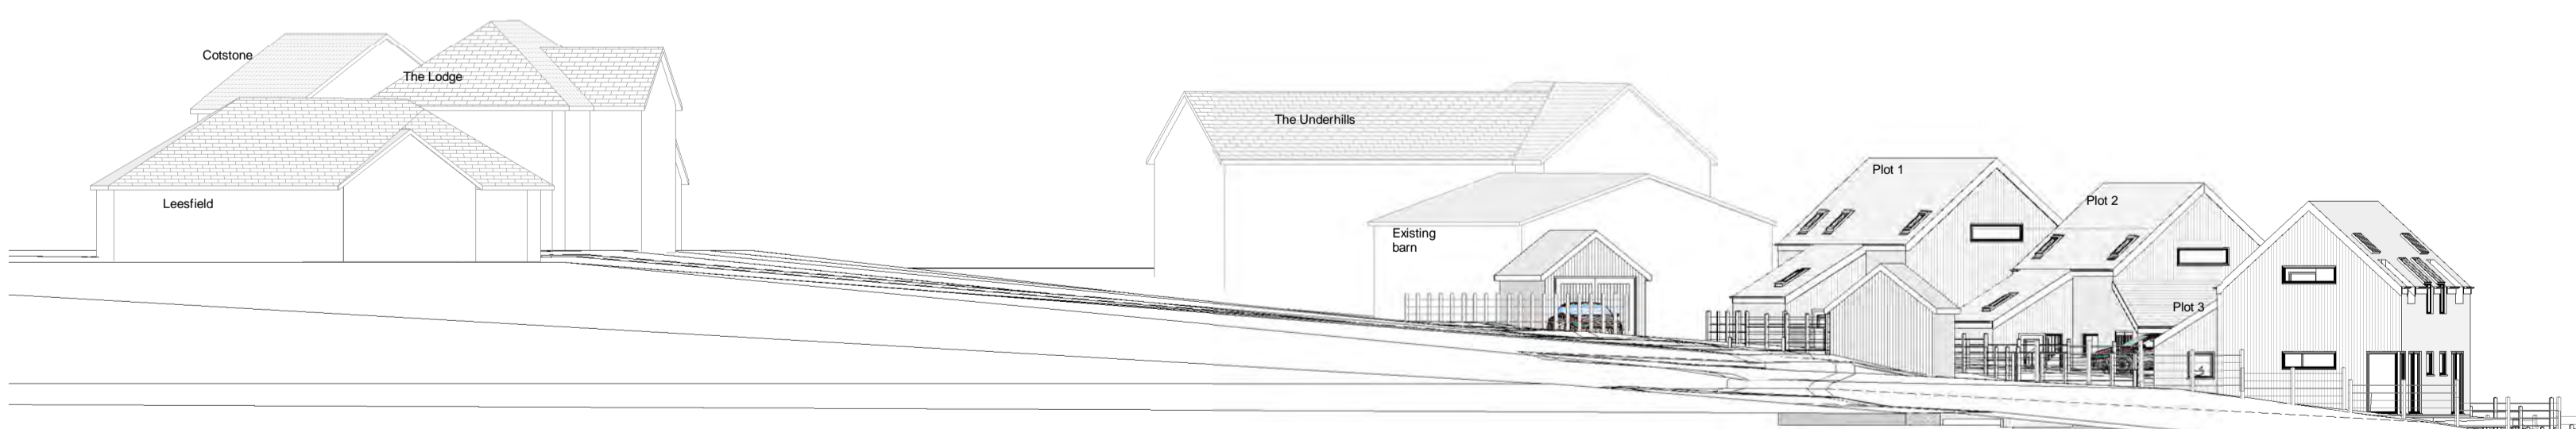 Cotstone
The Lodge
Leesfield
The Underhills
Existing
barn
Plot 1
Plot 2
Plot 3